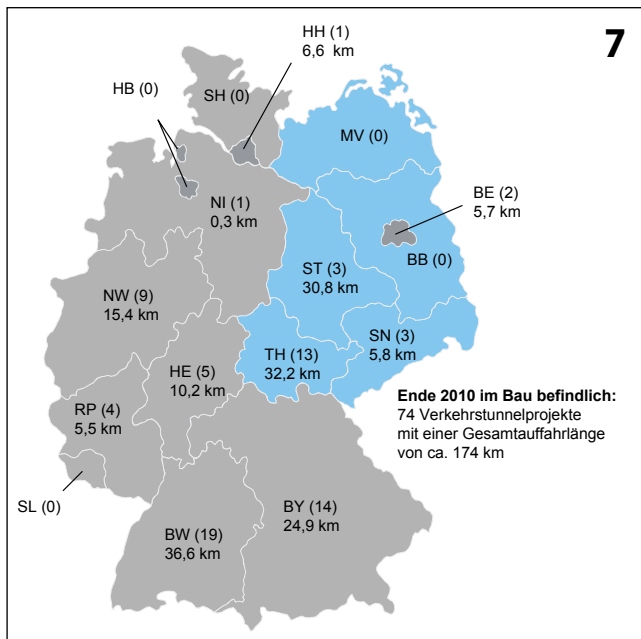 7
HH (1)
6,6 km
HB (0)
SH (0)
MV (0)
BE (2)
5,7 km
NI (1)
0,3 km
BB (0)
ST (3)
30,8 km
NW (9)
15,4 km
SN (3)
5,8 km
TH (13)
32,2 km
HE (5)
10,2 km
Ende 2010 im Bau befindlich:
74 Verkehrstunnelprojekte
mit einer Gesamtauffahrlänge
von ca. 174 km
RP (4)
5,5 km
SL (0)
BY (14)
24,9 km
BW (19)
36,6 km